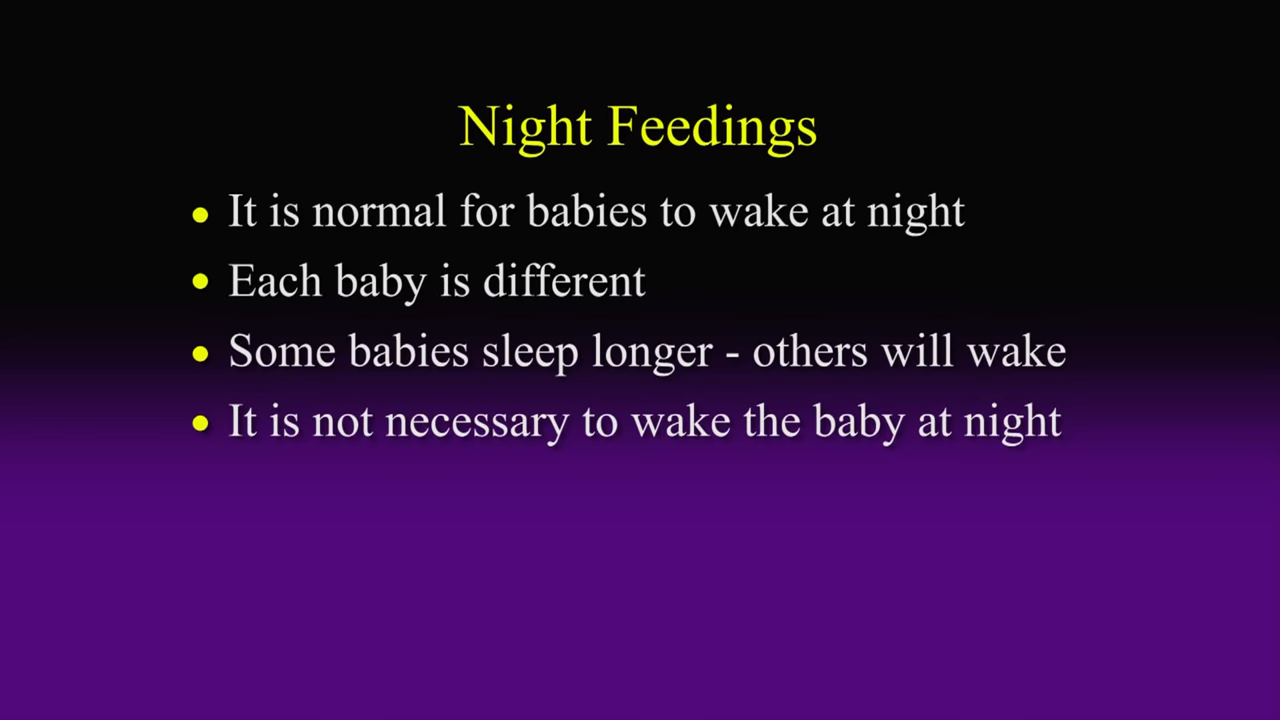 Night Feedings
• It is normal for babies to wake at night
• Each baby is different
• Some babies sleep longer - others will wake
• It is not necessary to wake the baby at night